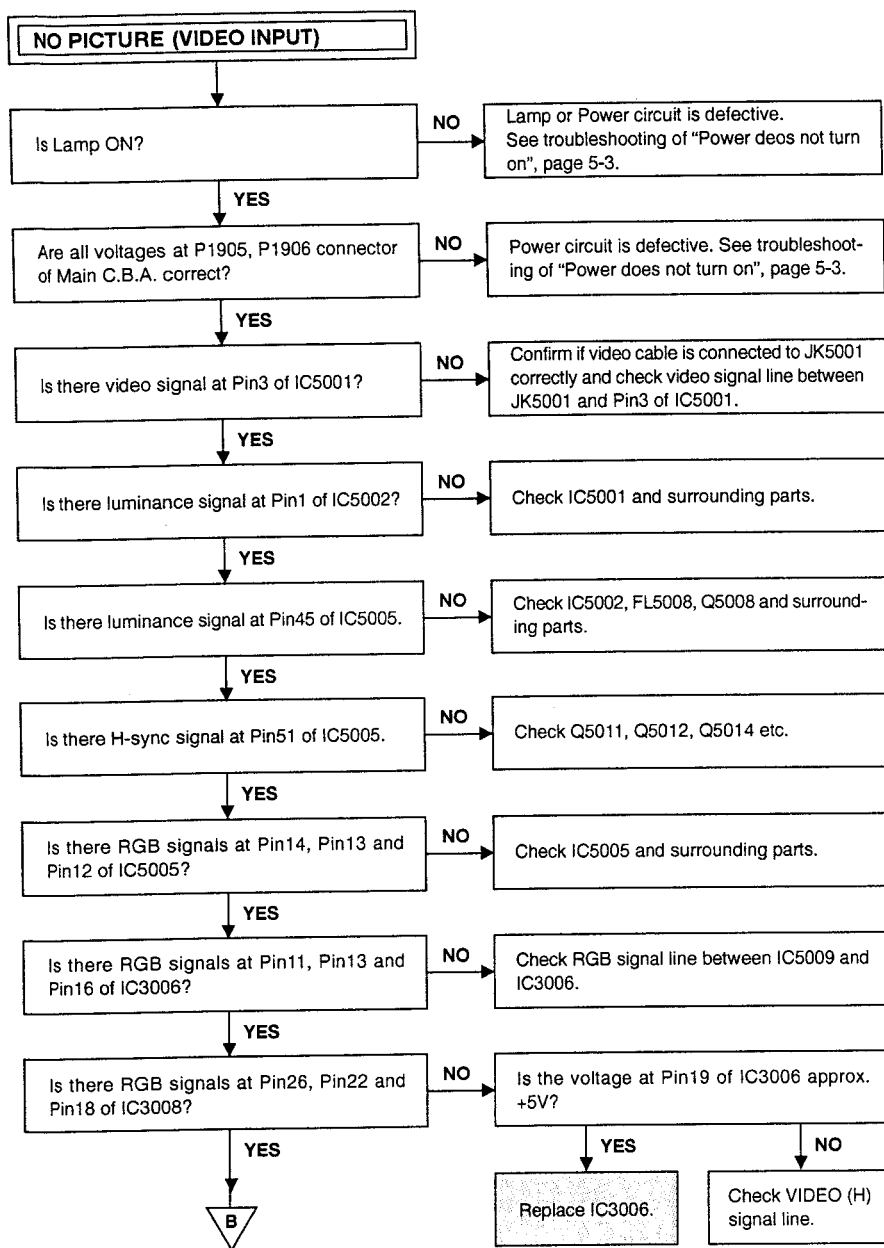 NO PICTURE (VIDEO INPUT)
Is Lamp ON?
NO
Lamp or Power circuit is defective.
See troubleshooting of “Power deos not turn
on”, page 5-3.
YES
Are all voltages at P1905, P1906 connector
of Main C.B.A. correct?
NO
Power circuit is defective. See troubleshoot-
ing of “Power does not turn on”, page 5-3.
YES
Is there video signal at Pin3 of IC5001?
NO
Confirm if video cable is connected to JK5001
correctly and check video signal line between
JK5001 and Pin3 of IC5001.
YES
Is there luminance signal at Pin1 of IC5002?
NO
Check IC5001 and surrounding parts.
YES
Is there luminance signal at Pin45 of IC5005.
NO
Check IC5002, FL5008, Q5008 and surround-
ing parts.
YES
Is there H-sync signal at Pin51 of IC5005.
NO
Check Q5011, Q5012, Q5014 etc.
YES
Is there RGB signals at Pin14, Pin13 and
Pin12 of IC5005?
NO
Check IC5005 and surrounding parts.
YES
Is there RGB signals at Pin11, Pin13 and
Pin16 of IC3006?
NO
Check RGB signal line between IC5009 and
IC3006.
YES
Is there RGB signals at Pin26, Pin22 and
Pin18 of IC3008?
NO
Is the voltage at Pin19 of IC3006 approx.
+5V?
YES
YES
NO
B
Replace IC3006.
Check VIDEO (H)
signal line.